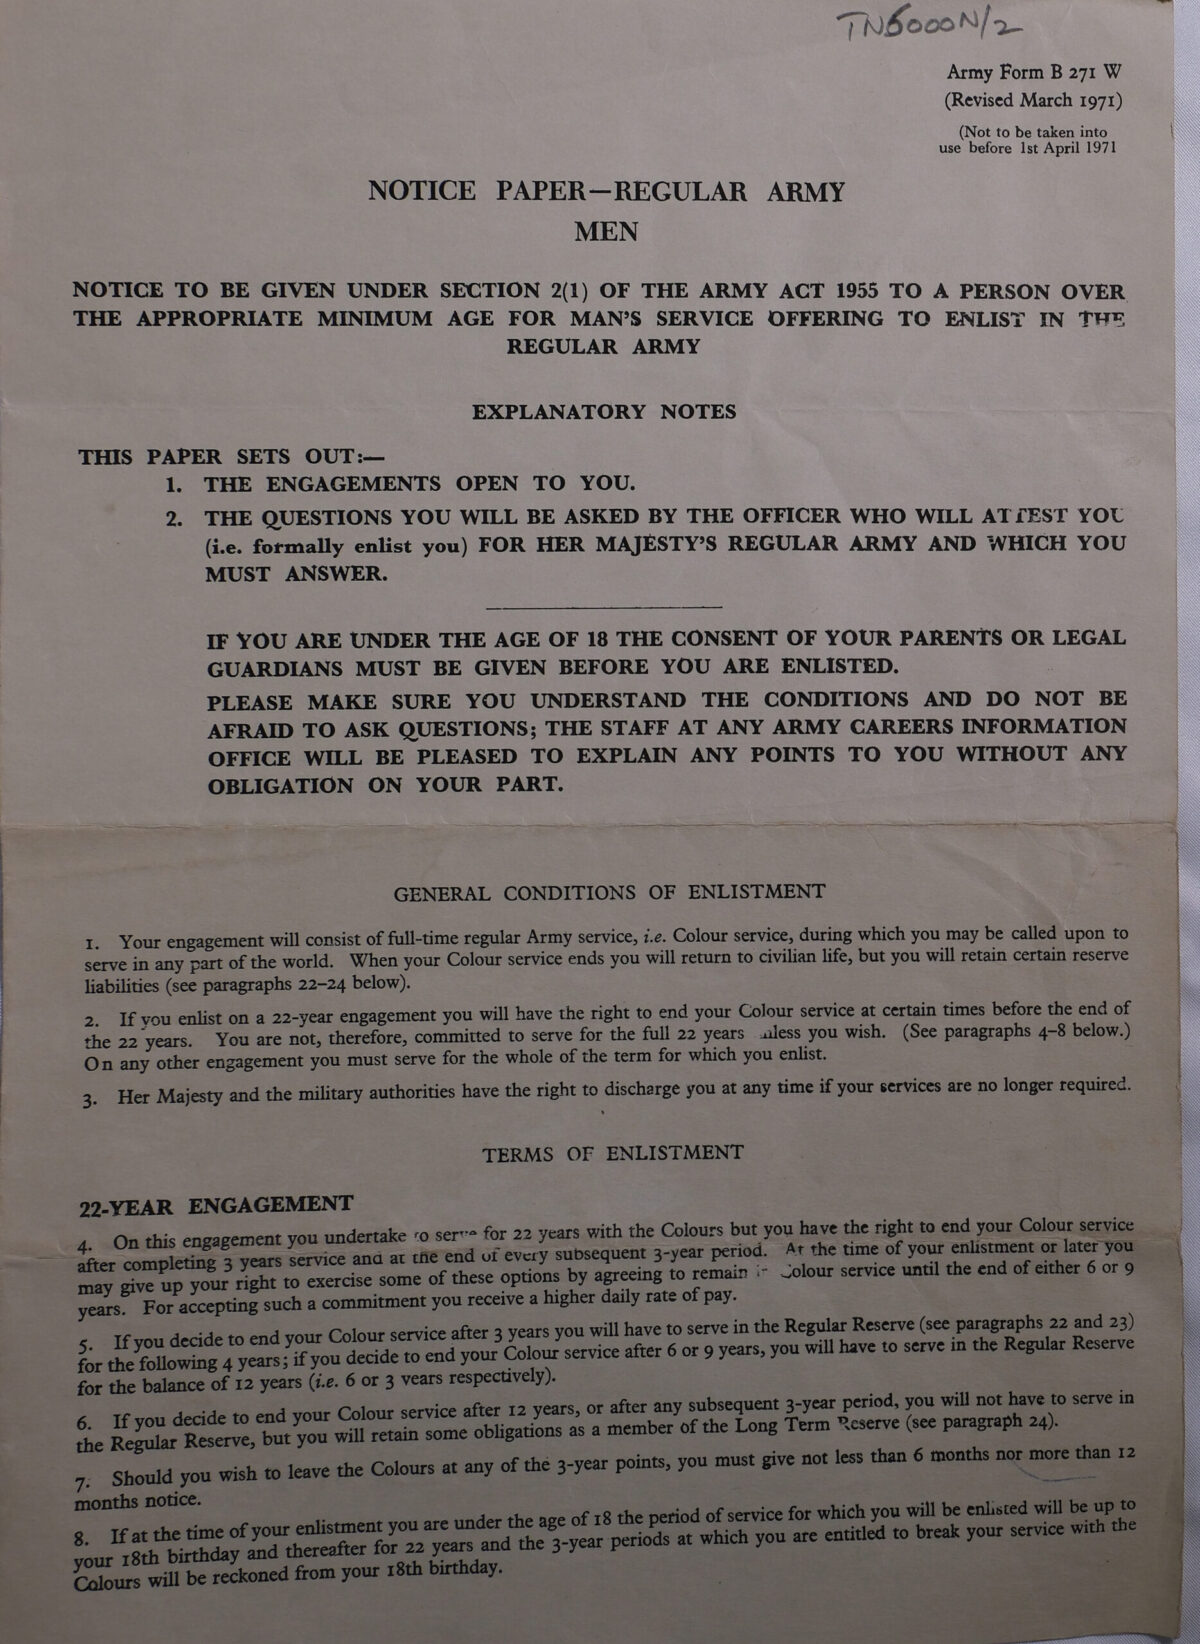 TN6000N/2
Army Form B 271 W
(Revised March 1971)
(Not to be taken into
use before 1st April 1971
NOTICE PAPER—REGULAR ARMY
MEN
NOTICE TO BE GIVEN UNDER SECTION 2(1) OF THE ARMY ACT 1955 TO A PERSON OVER
THE APPROPRIATE MINIMUM AGE FOR MAN'S SERVICE OFFERING TO ENLIST IN THE
REGULAR ARMY
EXPLANATORY NOTES
THIS PAPER SETS OUT:—
1. THE ENGAGEMENTS OPEN TO YOU.
2. THE QUESTIONS YOU WILL BE ASKED BY THE OFFICER WHO WILL ATTEST YOU
(i.e. formally enlist you) FOR HER MAJESTY'S REGULAR ARMY AND WHICH YOU
MUST ANSWER.
IF YOU ARE UNDER THE AGE OF 18 THE CONSENT OF YOUR PARENTS OR LEGAL
GUARDIANS MUST BE GIVEN BEFORE YOU ARE ENLISTED.
PLEASE MAKE SURE YOU UNDERSTAND THE CONDITIONS AND DO NOT BE
AFRAID TO ASK QUESTIONS; THE STAFF AT ANY ARMY CAREERS INFORMATION
OFFICE WILL BE PLEASED TO EXPLAIN ANY POINTS TO YOU WITHOUT ANY
OBLIGATION ON YOUR PART.
GENERAL CONDITIONS OF ENLISTMENT
1. Your engagement will consist of full-time regular Army service, i.e. Colour service, during which you may be called upon to
serve in any part of the world. When your Colour service ends you will return to civilian life, but you will retain certain reserve
liabilities (see paragraphs 22–24 below).
2. If you enlist on a 22-year engagement you will have the right to end your Colour service at certain times before the end of
the 22 years. You are not, therefore, committed to serve for the full 22 years unless you wish. (See paragraphs 4–8 below.)
On any other engagement you must serve for the whole of the term for which you enlist.
3. Her Majesty and the military authorities have the right to discharge you at any time if your services are no longer required.
TERMS OF ENLISTMENT
22-YEAR ENGAGEMENT
4. On this engagement you undertake to serve for 22 years with the Colours but you have the right to end your Colour service
after completing 3 years service and at the end of every subsequent 3-year period. At the time of your enlistment or later you
may give up your right to exercise some of these options by agreeing to remain in Colour service until the end of either 6 or 9
years. For accepting such a commitment you receive a higher daily rate of pay.
5. If you decide to end your Colour service after 3 years you will have to serve in the Regular Reserve (see paragraphs 22 and 23)
for the following 4 years; if you decide to end your Colour service after 6 or 9 years, you will have to serve in the Regular Reserve
for the balance of 12 years (i.e. 6 or 3 years respectively).
6. If you decide to end your Colour service after 12 years, or after any subsequent 3-year period, you will not have to serve in
the Regular Reserve, but you will retain some obligations as a member of the Long Term Reserve (see paragraph 24).
7. Should you wish to leave the Colours at any of the 3-year points, you must give not less than 6 months nor more than 12
months notice.
8. If at the time of your enlistment you are under the age of 18 the period of service for which you will be enlisted will be up to
your 18th birthday and thereafter for 22 years and the 3-year periods at which you are entitled to break your service with the
Colours will be reckoned from your 18th birthday.